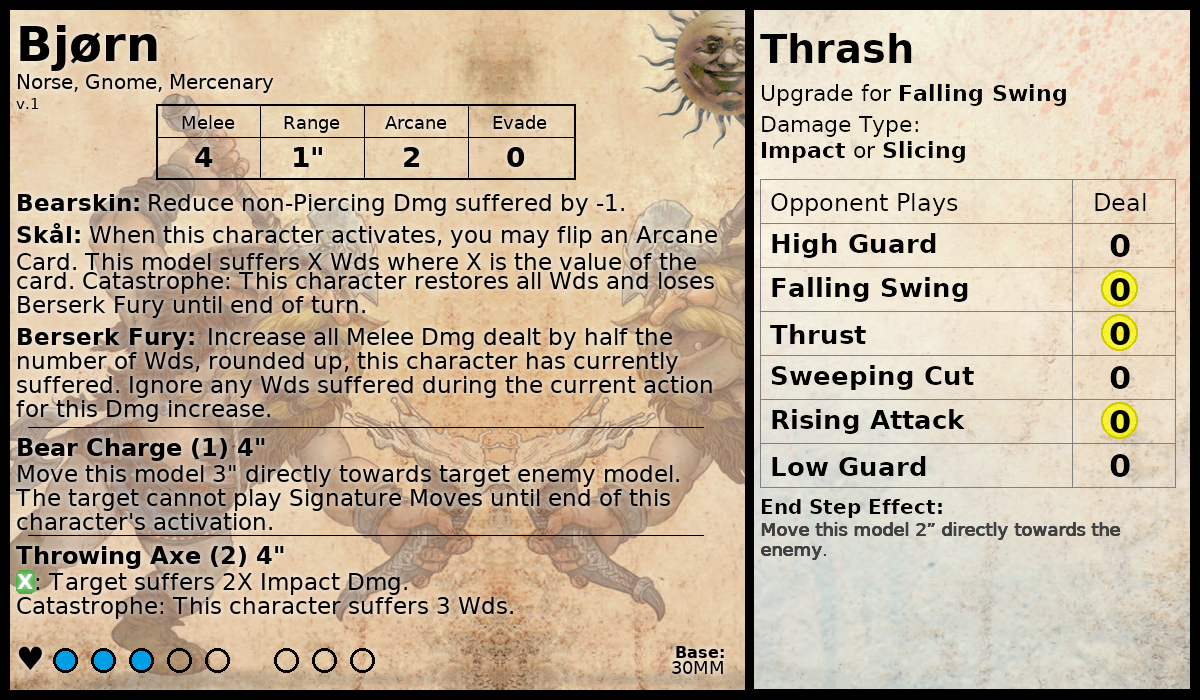 Bjørn
Norse, Gnome, Mercenary
v.1
Melee Range Arcane Evade
4 1" 2 0
Bearskin: Reduce non-Piercing Dmg suffered by -1.
Skål: When this character activates, you may flip an Arcane
Card. This model suffers X Wds where X is the value of the
card. Catastrophe: This character restores all Wds and loses
Berserk Fury until end of turn.
Berserk Fury: Increase all Melee Dmg dealt by half the
number of Wds, rounded up, this character has currently
suffered. Ignore any Wds suffered during the current action
for this Dmg increase.
Bear Charge (1) 4"
Move this model 3" directly towards target enemy model.
The target cannot play Signature Moves until end of this
character's activation.
Throwing Axe (2) 4"
X: Target suffers 2X Impact Dmg.
Catastrophe: This character suffers 3 Wds.
Base:
30MM
Thrash
Upgrade for Falling Swing
Damage Type:
Impact or Slicing
Opponent Plays Deal
High Guard 0
Falling Swing 0
Thrust 0
Sweeping Cut 0
Rising Attack 0
Low Guard 0
End Step Effect:
Move this model 2” directly towards the
enemy.